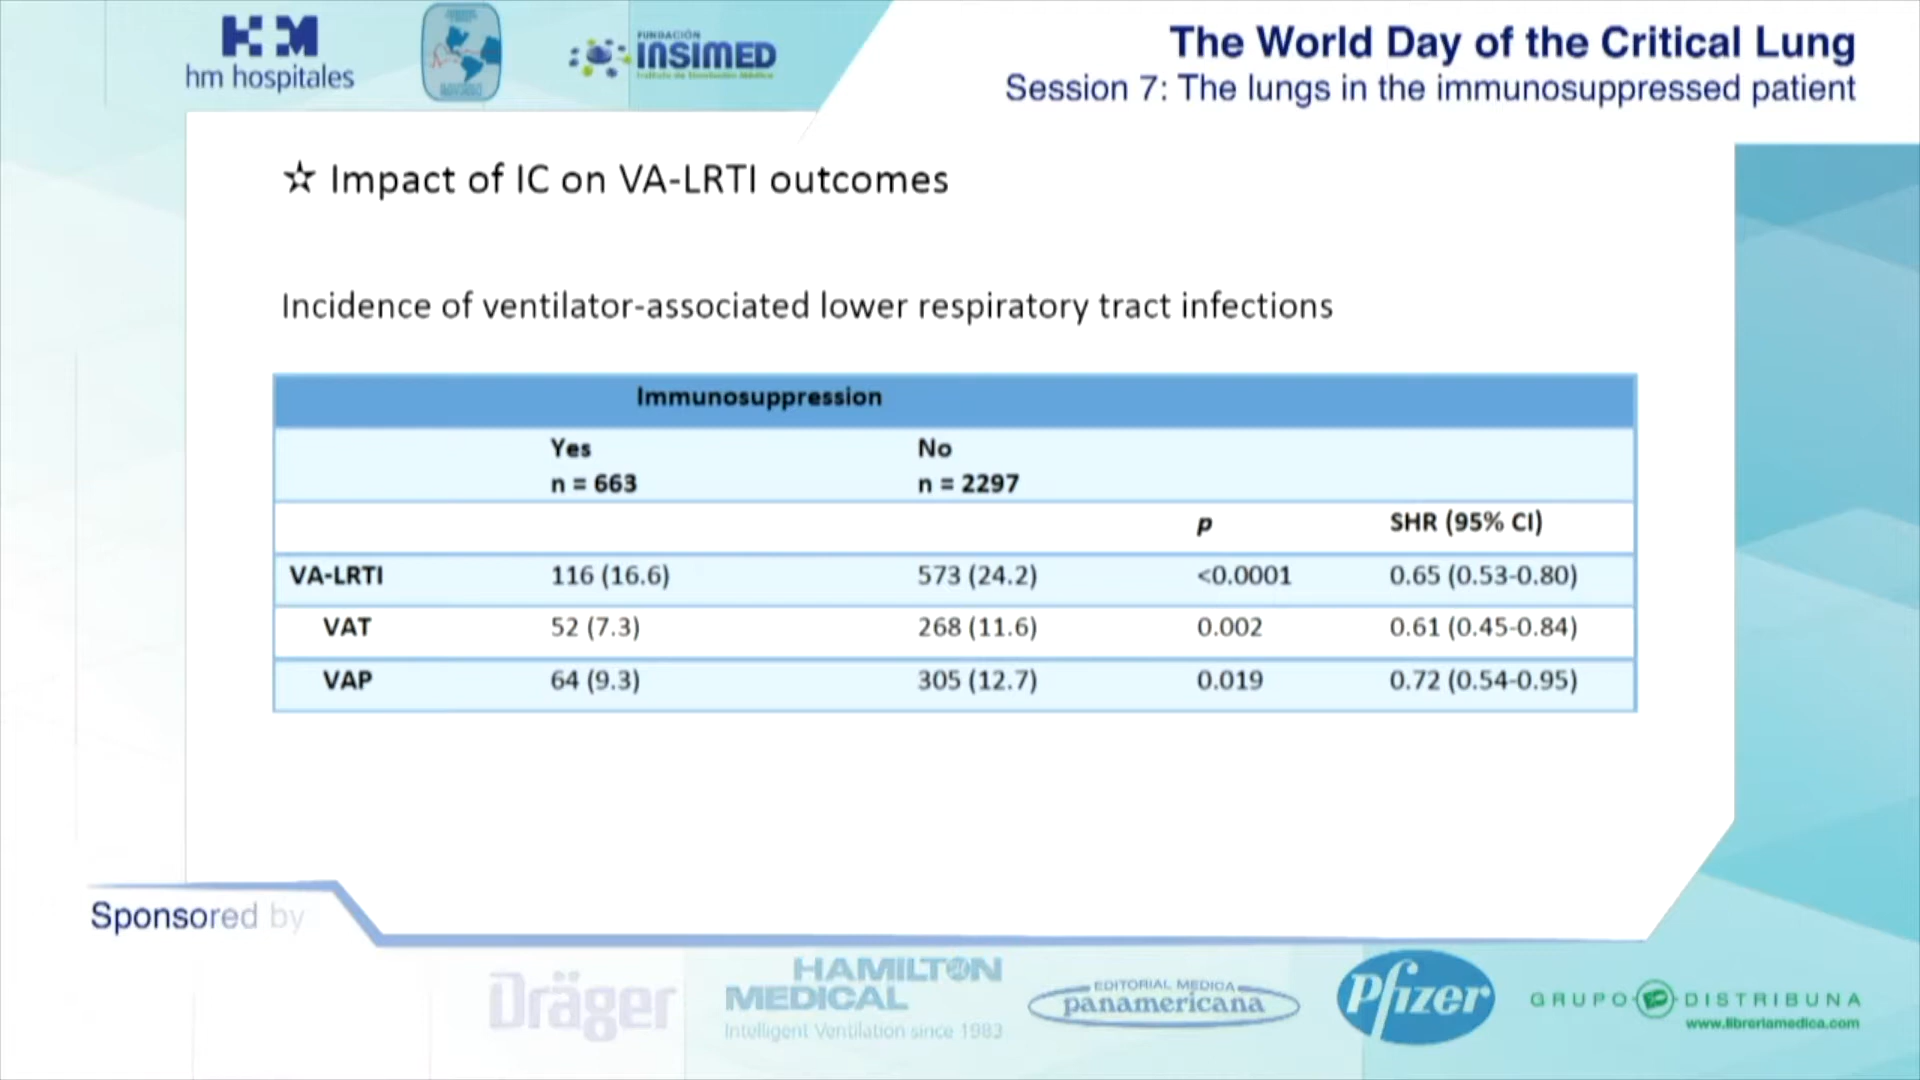 hm hospitales
FUNDACIÓN
INSIMED
The World Day of the Critical Lung
Session 7: The lungs in the immunosuppressed patient
☆ Impact of IC on VA-LRTI outcomes
Incidence of ventilator-associated lower respiratory tract infections
Immunosuppression
Yes No
n = 663 n = 2297
p SHR (95% CI)
VA-LRTI 116 (16.6) 573 (24.2) <0.0001 0.65 (0.53-0.80)
VAT 52 (7.3) 268 (11.6) 0.002 0.61 (0.45-0.84)
VAP 64 (9.3) 305 (12.7) 0.019 0.72 (0.54-0.95)
Sponsored by
Dräger
HAMILTON
MEDICAL
Intelligent Ventilation since 1983
EDITORIAL MEDICA
panamericana
Pfizer
GRUPO DISTRIBUNA
www.libreriamedica.com